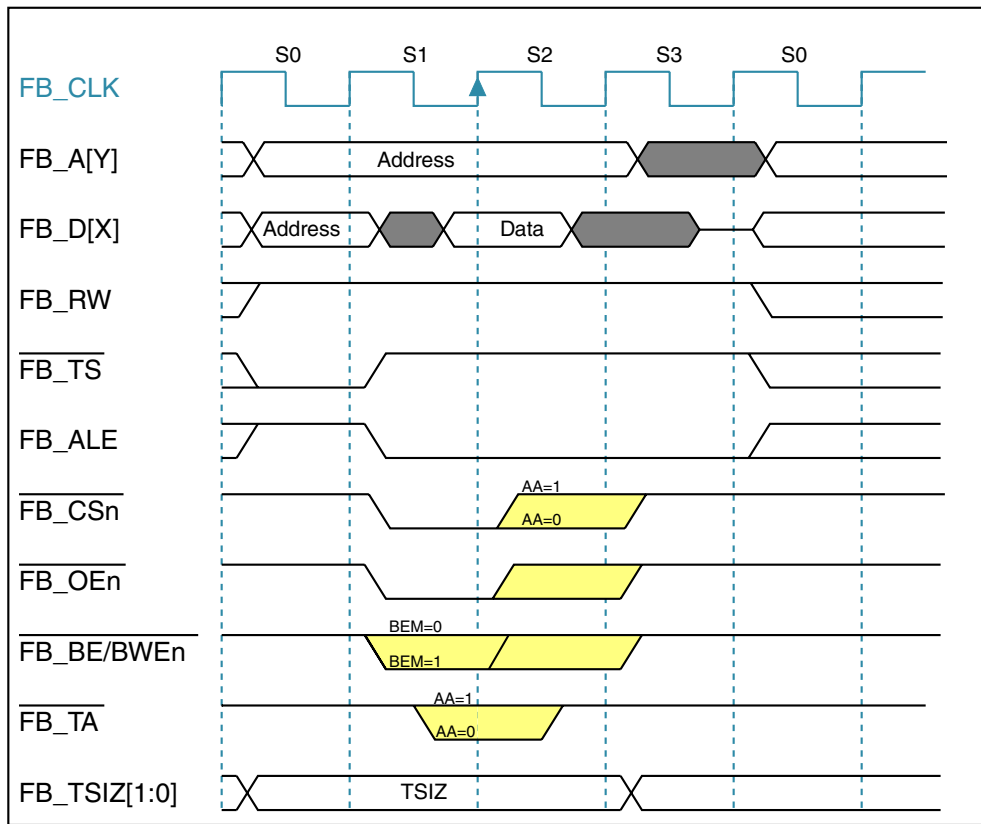 S0 S1 S2 S3 S0
FB_CLK
FB_A[Y] Address
FB_D[X] Address Data
FB_RW
FB_TS
FB_ALE
FB_CSn AA=1
AA=0
FB_OEn
BEM=0
FB_BE/BWEn BEM=1
AA=1
FB_TA AA=0
FB_TSIZ[1:0] TSIZ